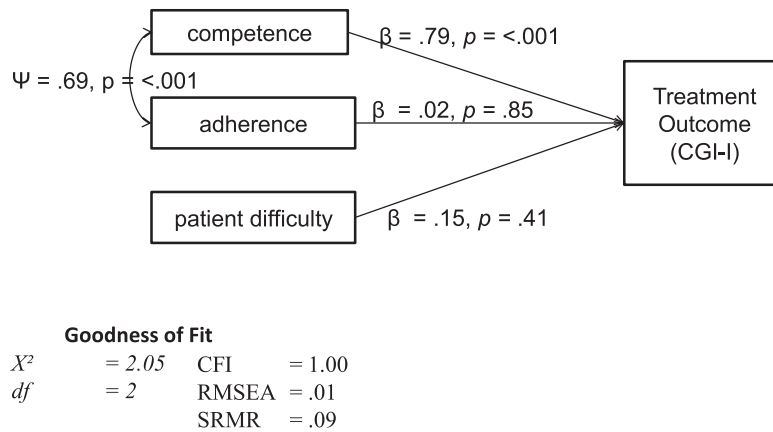 competence
β = .79, p = <.001
Ψ = .69, p = <.001
adherence
β = .02, p = .85
Treatment
Outcome
(CGI-I)
patient difficulty
β = .15, p = .41
Goodness of Fit
X² = 2.05 CFI = 1.00
df = 2 RMSEA = .01
SRMR = .09